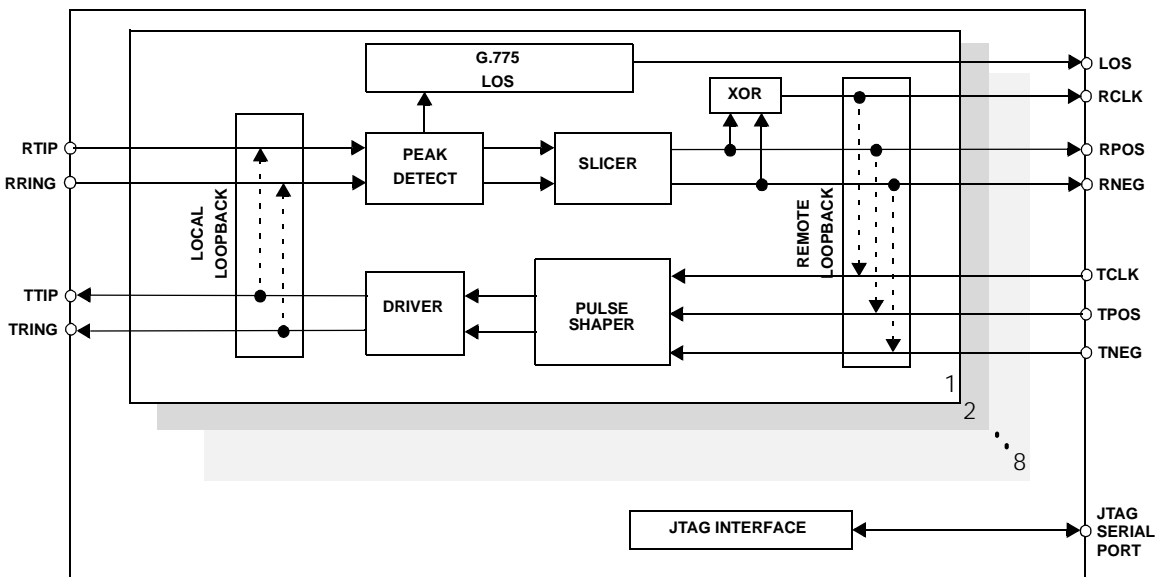 G.775
LOS
LOS
XOR
RCLK
RTIP
PEAK
DETECT
SLICER
RPOS
RRING
RNEG
LOCAL
LOOPBACK
REMOTE
LOOPBACK
TCLK
TTIP
DRIVER
PULSE
SHAPER
TPOS
TRING
TNEG
1
2
8
JTAG INTERFACE
JTAG
SERIAL
PORT